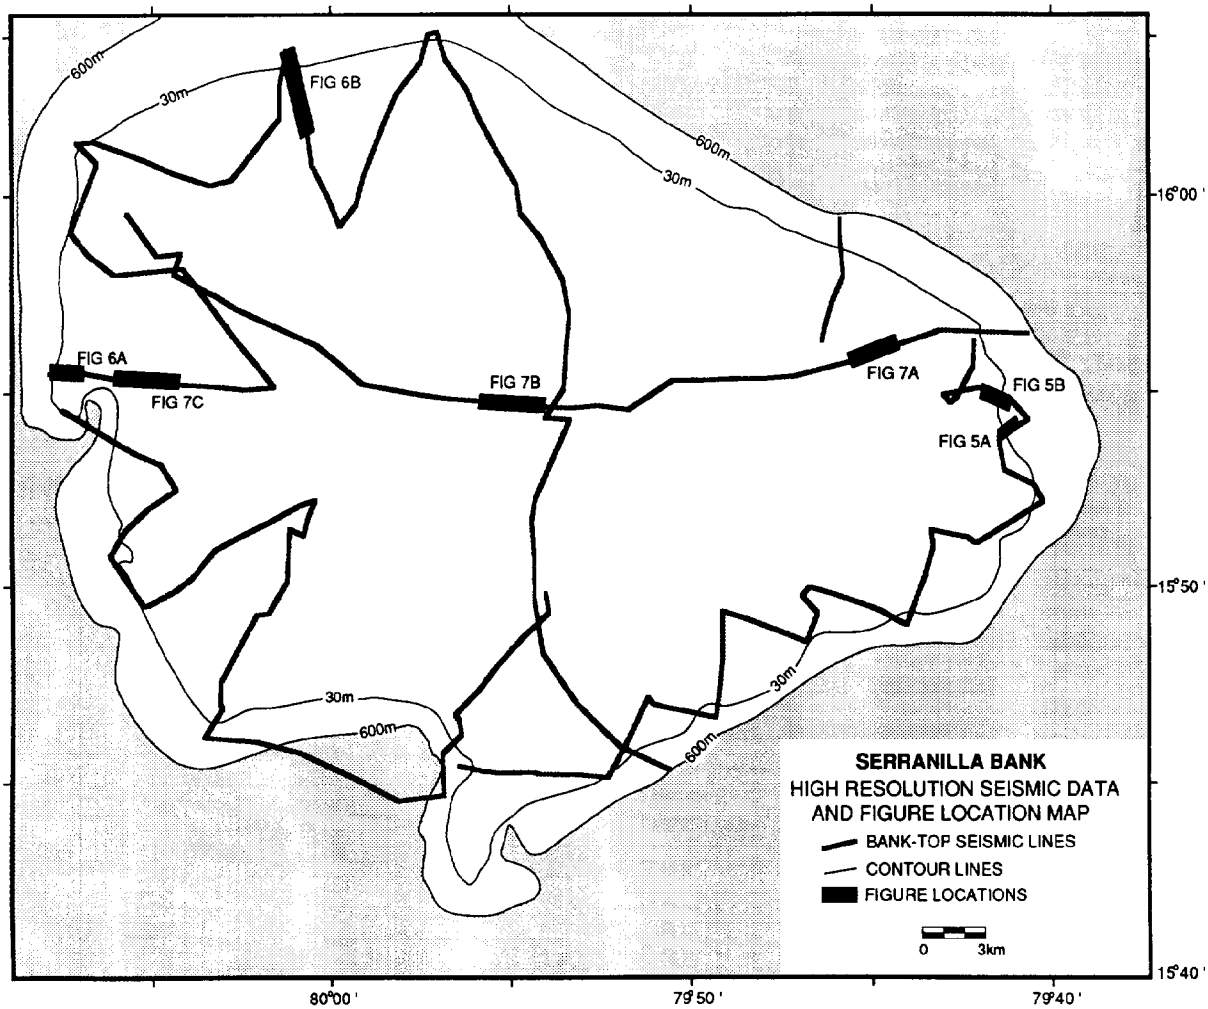 600m
30m
FIG 6B
600m
30m
16°00'
FIG 6A
FIG 7C
FIG 7B
FIG 7A
FIG 5B
FIG 5A
15°50'
30m
600m
30m
600m
SERRANILLA BANK
HIGH RESOLUTION SEISMIC DATA
AND FIGURE LOCATION MAP
BANK-TOP SEISMIC LINES
CONTOUR LINES
FIGURE LOCATIONS
0 3km
15°40'
80°00' 79°50' 79°40'